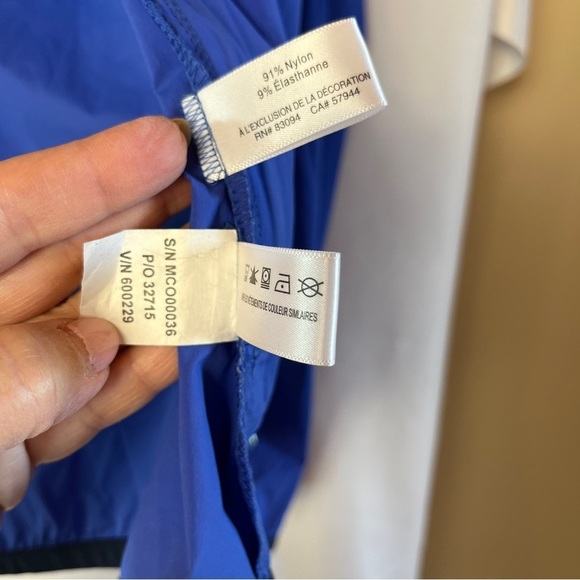 91% Nylon
9% Élasthanne
À L'EXCLUSION DE LA DÉCORATION
RN# 83094 CA# 57944
S/N MCO00036
P/O 32715
V/N 600229
VÊTEMENTS DE COULEUR SIMILAIRES